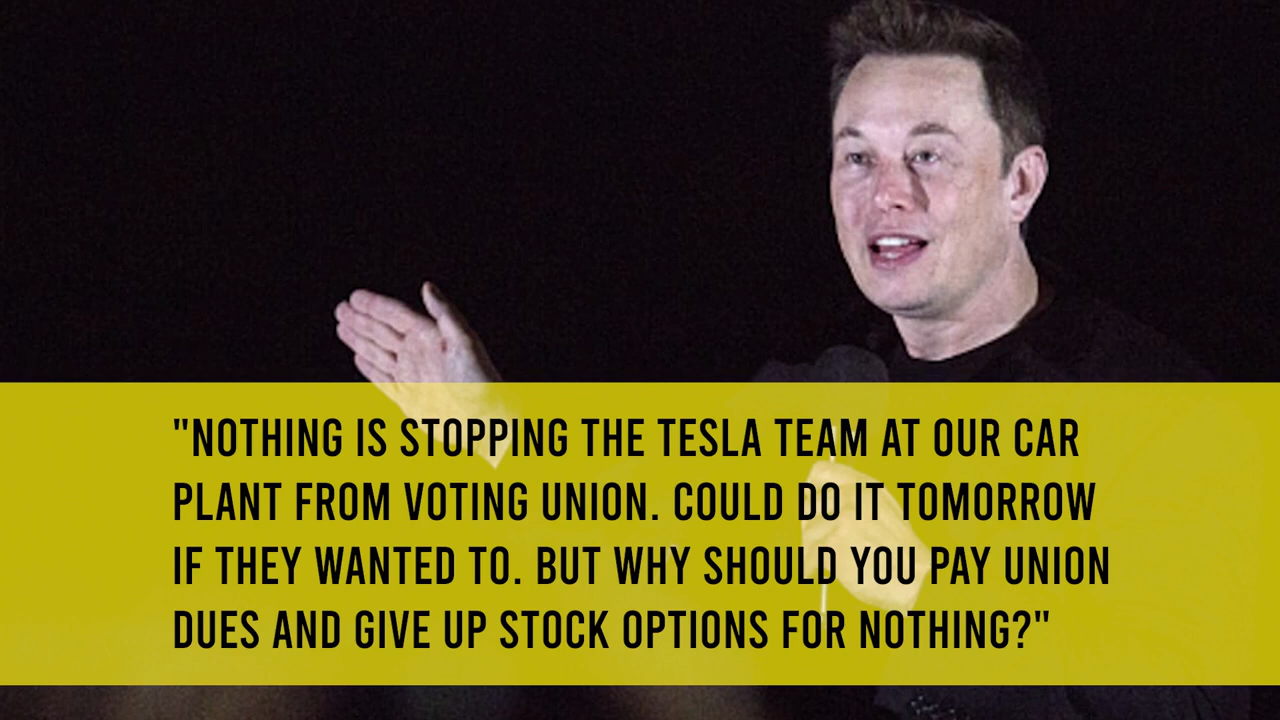 "NOTHING IS STOPPING THE TESLA TEAM AT OUR CAR
PLANT FROM VOTING UNION. COULD DO IT TOMORROW
IF THEY WANTED TO. BUT WHY SHOULD YOU PAY UNION
DUES AND GIVE UP STOCK OPTIONS FOR NOTHING?"